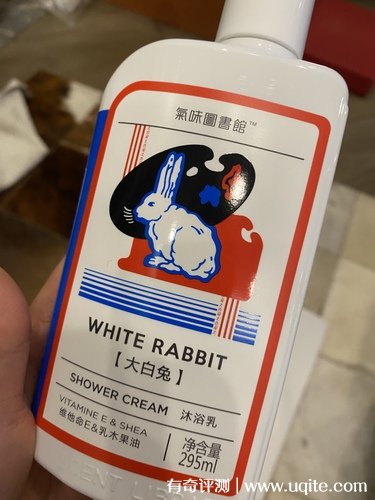 氣味圖書館™
WHITE RABBIT
【大白兔】
SHOWER CREAM 沐浴乳
VITAMINE E & SHEA
维他命E&乳木果油
净含量
295ml
有奇评测 | www.uqite.com